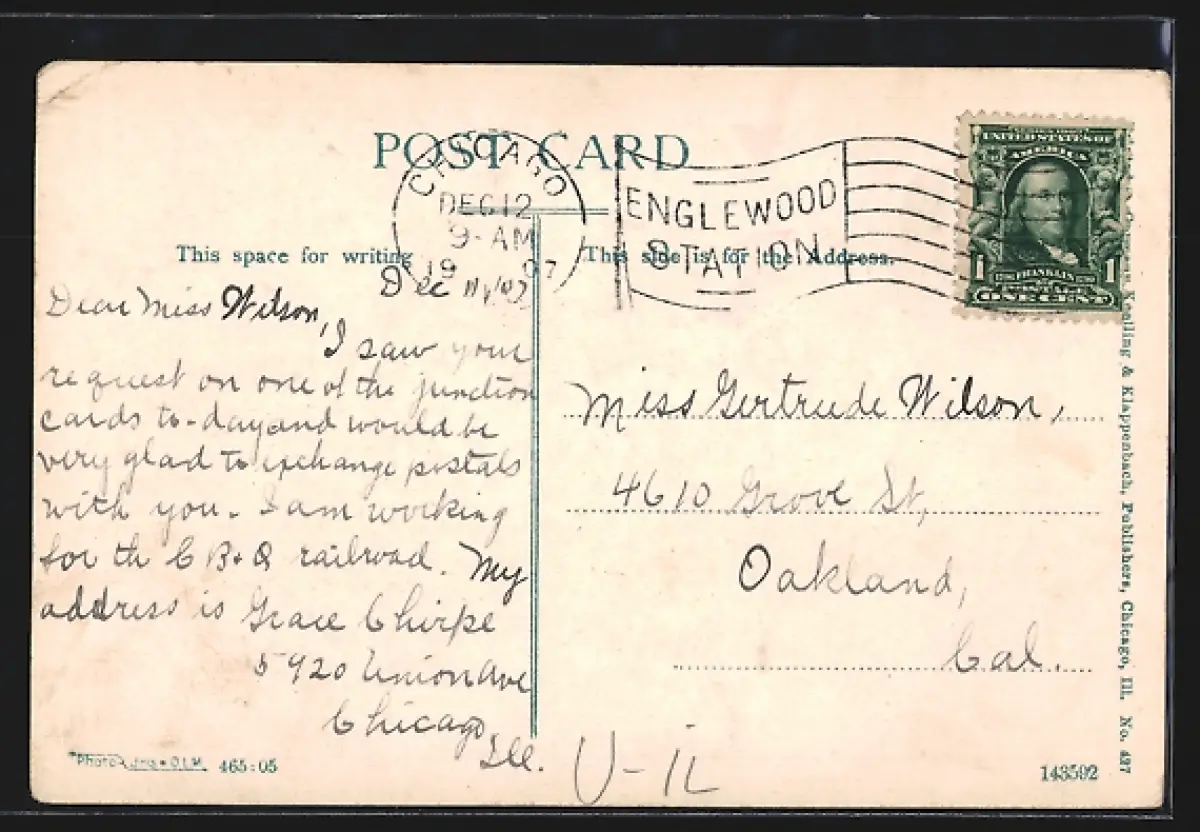 POST CARD
CHICAGO
DEC 12
9-AM
1907
ENGLEWOOD
STATION
UNITED STATES OF
AMERICA
1 FRANKLIN 1
ONE CENT
This space for writing
This side is for the Address.
Dec 11/07
Dear Miss Wilson,
I saw your
request on one of the junction
cards to-day and would be
very glad to exchange postals
with you. I am working
for th C B + Q railroad. My
address is Grace
5920 Union Ave
Chicago,
Ill.
Miss Gertrude Wilson,
4610 Grove St,
Oakland,
Cal.
& Klappenbach, Publishers, Chicago, Ill. No. 427
465:05
U-iL
143592